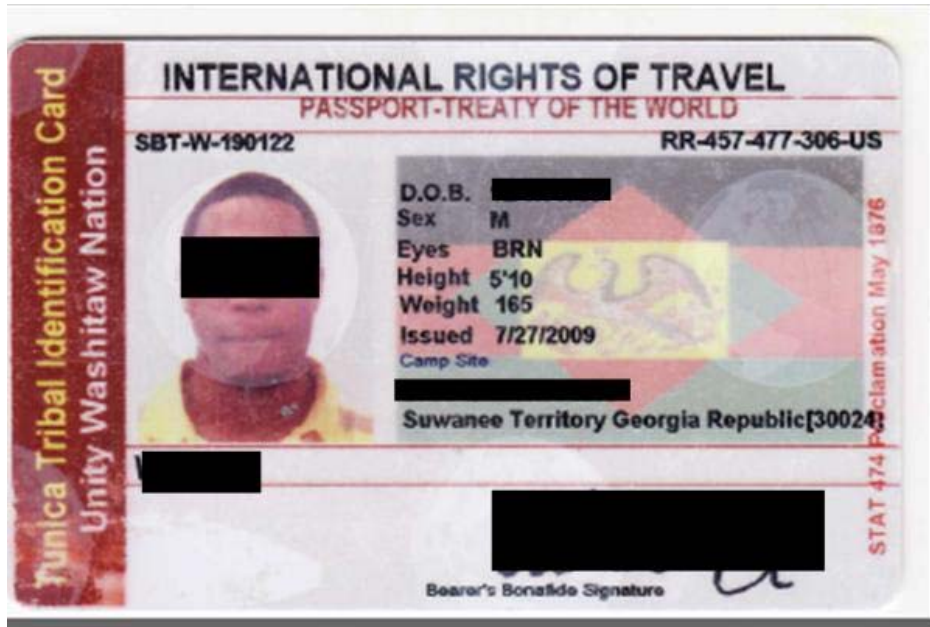 Tunica Tribal Identification Card
Unity Washitaw Nation
INTERNATIONAL RIGHTS OF TRAVEL
PASSPORT-TREATY OF THE WORLD
SBT-W-190122
RR-457-477-306-US
D.O.B.
Sex M
Eyes BRN
Height 5'10
Weight 165
Issued 7/27/2009
Camp Site
Suwanee Territory Georgia Republic[30024]
STAT 474 Proclamation May 1876
Bearer's Bonafide Signature